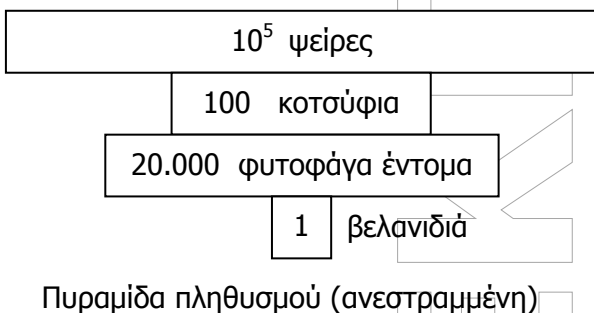 10⁵ ψείρες
100 κοτσύφια
20.000 φυτοφάγα έντομα
1 βελανιδιά
Πυραμίδα πληθυσμού (ανεστραμμένη)